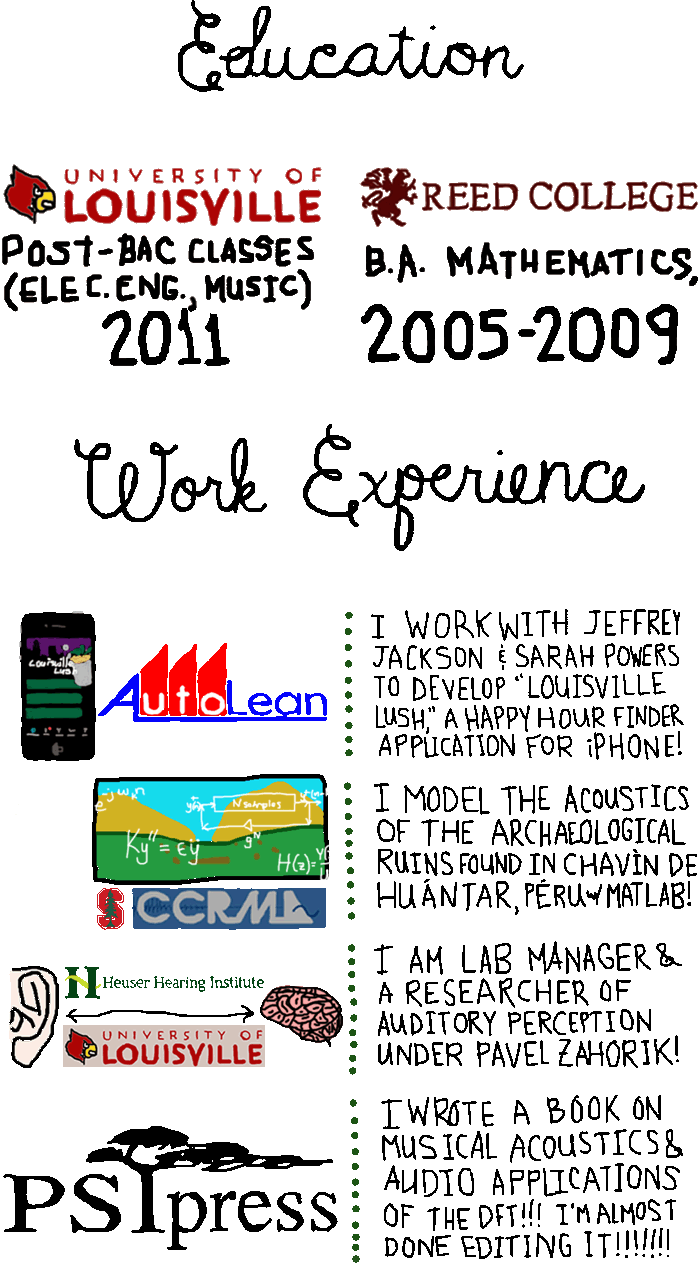 Education
UNIVERSITY OF
LOUISVILLE
POST-BAC CLASSES
(ELEC. ENG., MUSIC)
2011
REED COLLEGE
B.A. MATHEMATICS,
2005-2009
Work Experience
Louisville
Lush
AutoLean
I WORK WITH JEFFREY
JACKSON & SARAH POWERS
TO DEVELOP "LOUISVILLE
LUSH," A HAPPY HOUR FINDER
APPLICATION FOR iPHONE!
N samples
Ky'' = εÿ
g^N
H(z)=
S
CCRMA
I MODEL THE ACOUSTICS
OF THE ARCHAEOLOGICAL
RUINS FOUND IN CHAVÌN DE
HUÁNTAR, PÉRU w/ MATLAB!
H Heuser Hearing Institute
UNIVERSITY OF
LOUISVILLE
I AM LAB MANAGER &
A RESEARCHER OF
AUDITORY PERCEPTION
UNDER PAVEL ZAHORIK!
PSIpress
I WROTE A BOOK ON
MUSICAL ACOUSTICS &
AUDIO APPLICATIONS
OF THE DFT!!! I'M ALMOST
DONE EDITING IT!!!!!!!